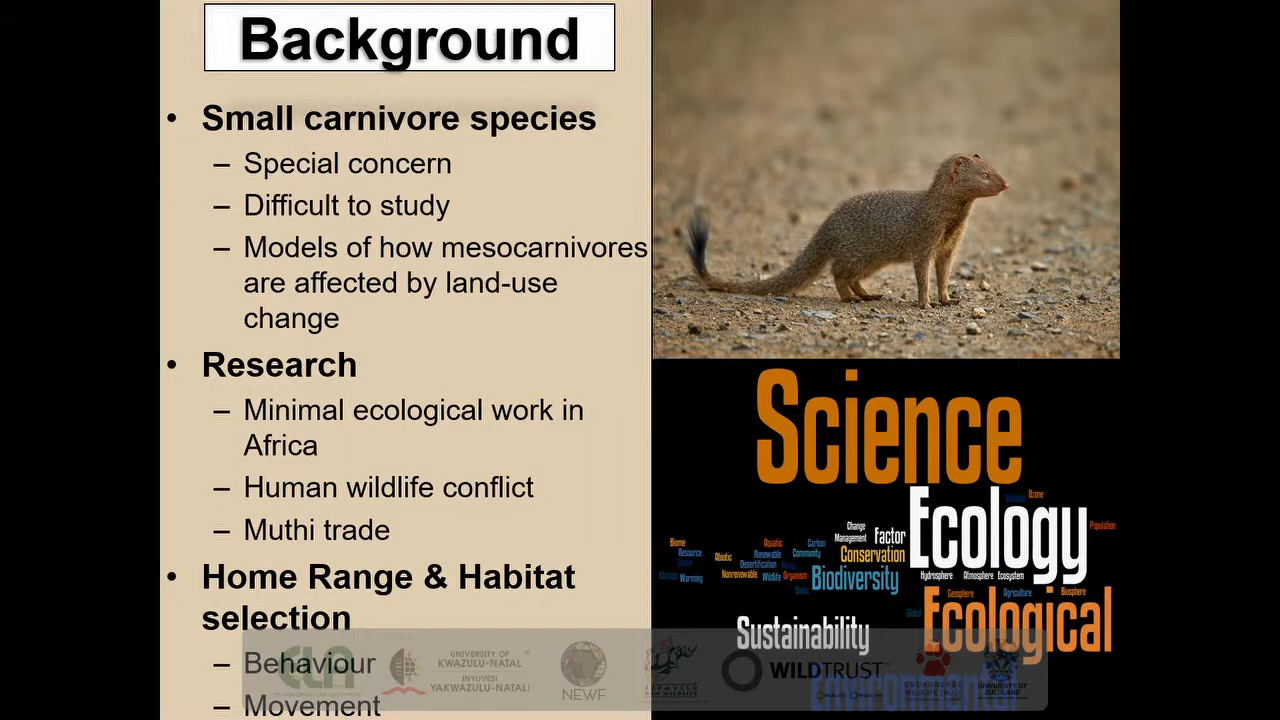 Background
• Small carnivore species
– Special concern
– Difficult to study
– Models of how mesocarnivores
are affected by land-use
change
• Research
– Minimal ecological work in
Africa
– Human wildlife conflict
– Muthi trade
• Home Range & Habitat
selection
– Behaviour
– Movement
Science
Ecology
Ozone
Population
Change
Management
Factor
Biome
Resource
Abiotic
Aquatic
Renewable
Desertification
Nonrenewable
Wildlife
Organism
Carbon
Community
Conservation
Biodiversity
Warming
Hydrosphere
Atmosphere
Ecosystem
Geosphere
Agriculture
Biosphere
Global
Ecological
Sustainability
Environmental
UNIVERSITY OF
KWAZULU-NATAL
INYUVESI
YAKWAZULU-NATALI
NEWF
WILDTRUST
WILDLIFE TRUST
UNIVERSITY OF
ZULULAND